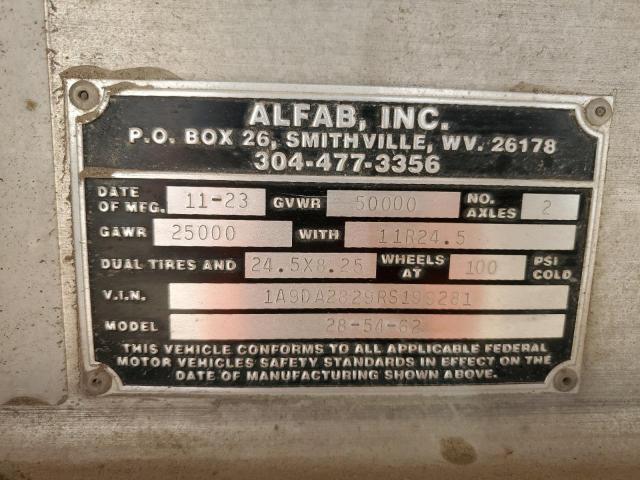 ALFAB, INC.
P.O. BOX 26, SMITHVILLE, WV. 26178
304-477-3356
DATE OF MFG. 11-23 GVWR 50000 NO. AXLES 2
GAWR 25000 WITH 11R24.5
DUAL TIRES AND 24.5X8.25 WHEELS AT 100 PSI COLD
V.I.N.
MODEL 28-54-62
THIS VEHICLE CONFORMS TO ALL APPLICABLE FEDERAL
MOTOR VEHICLES SAFETY STANDARDS IN EFFECT ON THE
DATE OF MANUFACTURING SHOWN ABOVE.